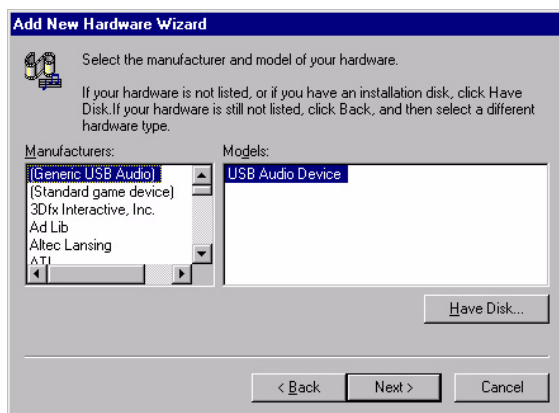 Add New Hardware Wizard
Select the manufacturer and model of your hardware.
If your hardware is not listed, or if you have an installation disk, click Have
Disk.If your hardware is still not listed, click Back, and then select a different
hardware type.
Manufacturers:
(Generic USB Audio)
(Standard game device)
3Dfx Interactive, Inc.
Ad Lib
Altec Lansing
ATI
Models:
USB Audio Device
Have Disk...
< Back
Next >
Cancel